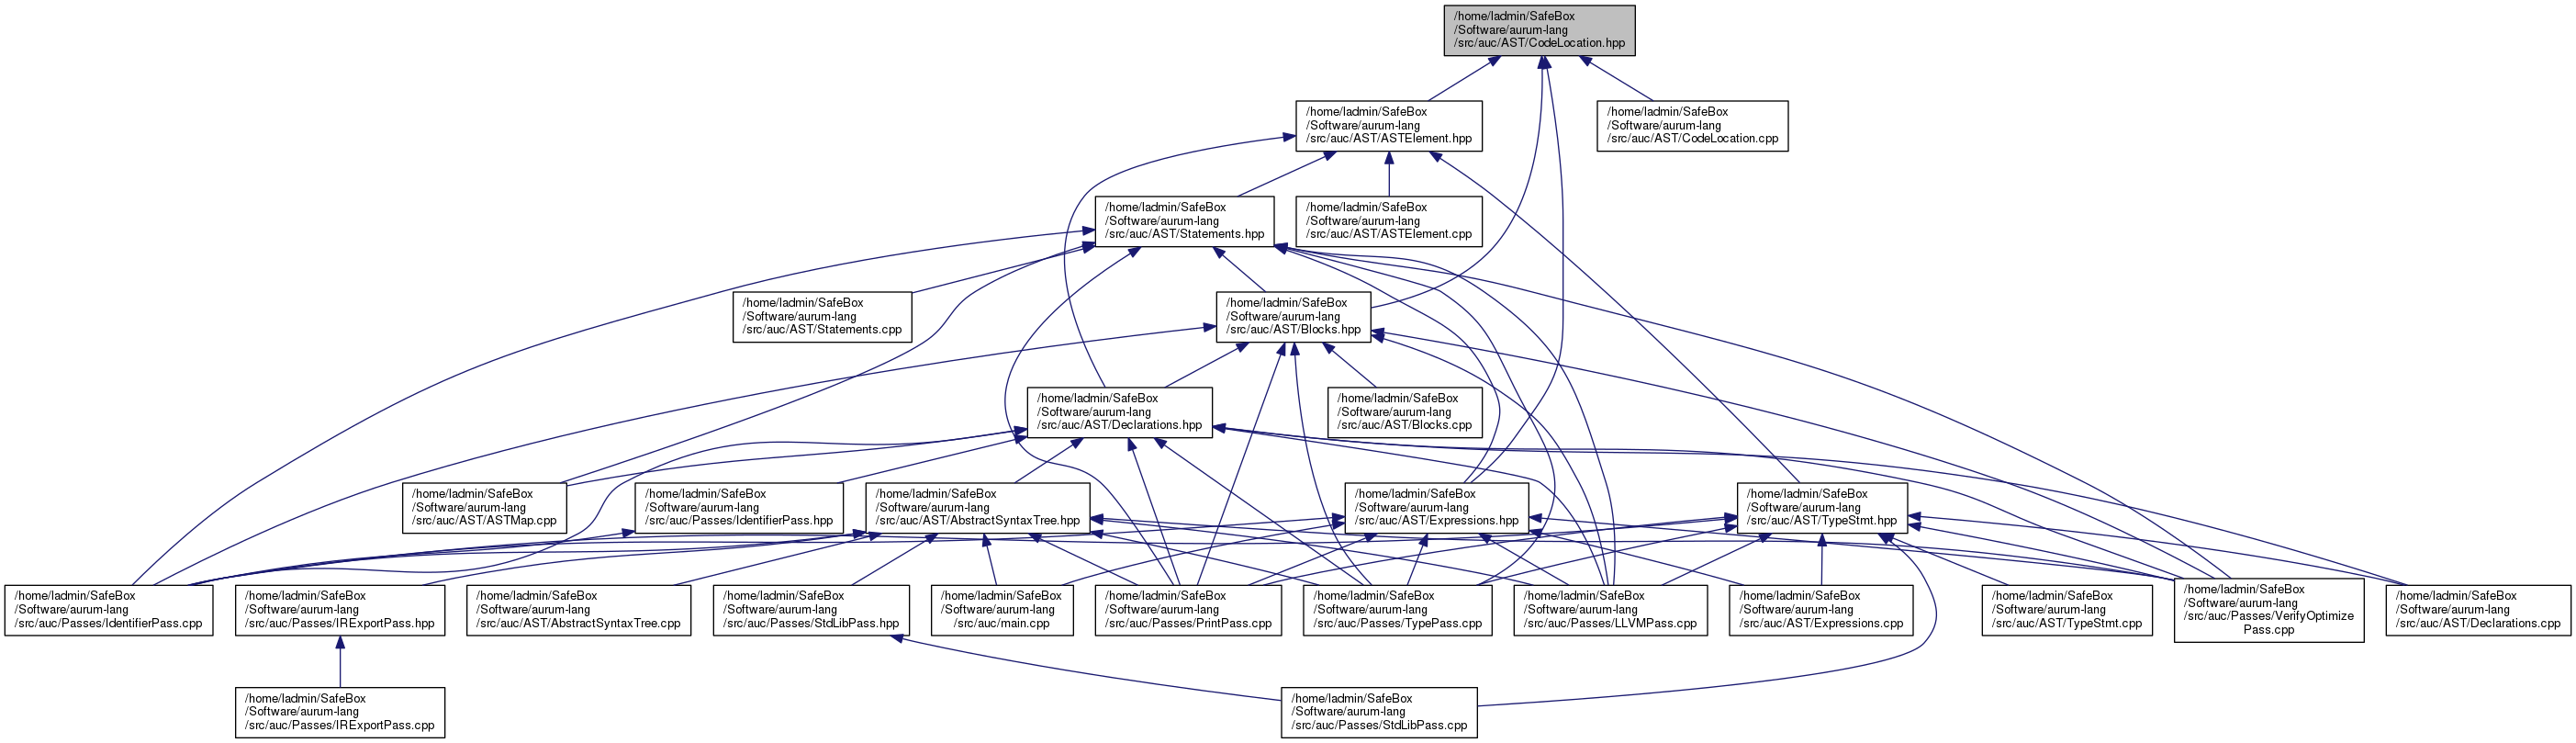 /home/ladmin/SafeBox
/Software/aurum-lang
/src/auc/AST/CodeLocation.hpp
/home/ladmin/SafeBox
/Software/aurum-lang
/src/auc/AST/ASTElement.hpp
/home/ladmin/SafeBox
/Software/aurum-lang
/src/auc/AST/CodeLocation.cpp
/home/ladmin/SafeBox
/Software/aurum-lang
/src/auc/AST/Statements.hpp
/home/ladmin/SafeBox
/Software/aurum-lang
/src/auc/AST/ASTElement.cpp
/home/ladmin/SafeBox
/Software/aurum-lang
/src/auc/AST/Statements.cpp
/home/ladmin/SafeBox
/Software/aurum-lang
/src/auc/AST/Blocks.hpp
/home/ladmin/SafeBox
/Software/aurum-lang
/src/auc/AST/Declarations.hpp
/home/ladmin/SafeBox
/Software/aurum-lang
/src/auc/AST/Blocks.cpp
/home/ladmin/SafeBox
/Software/aurum-lang
/src/auc/AST/ASTMap.cpp
/home/ladmin/SafeBox
/Software/aurum-lang
/src/auc/Passes/IdentifierPass.hpp
/home/ladmin/SafeBox
/Software/aurum-lang
/src/auc/AST/AbstractSyntaxTree.hpp
/home/ladmin/SafeBox
/Software/aurum-lang
/src/auc/AST/Expressions.hpp
/home/ladmin/SafeBox
/Software/aurum-lang
/src/auc/AST/TypeStmt.hpp
/home/ladmin/SafeBox
/Software/aurum-lang
/src/auc/Passes/IdentifierPass.cpp
/home/ladmin/SafeBox
/Software/aurum-lang
/src/auc/Passes/IRExportPass.hpp
/home/ladmin/SafeBox
/Software/aurum-lang
/src/auc/AST/AbstractSyntaxTree.cpp
/home/ladmin/SafeBox
/Software/aurum-lang
/src/auc/Passes/StdLibPass.hpp
/home/ladmin/SafeBox
/Software/aurum-lang
/src/auc/main.cpp
/home/ladmin/SafeBox
/Software/aurum-lang
/src/auc/Passes/PrintPass.cpp
/home/ladmin/SafeBox
/Software/aurum-lang
/src/auc/Passes/TypePass.cpp
/home/ladmin/SafeBox
/Software/aurum-lang
/src/auc/Passes/LLVMPass.cpp
/home/ladmin/SafeBox
/Software/aurum-lang
/src/auc/AST/Expressions.cpp
/home/ladmin/SafeBox
/Software/aurum-lang
/src/auc/AST/TypeStmt.cpp
/home/ladmin/SafeBox
/Software/aurum-lang
/src/auc/Passes/VerifyOptimize
Pass.cpp
/home/ladmin/SafeBox
/Software/aurum-lang
/src/auc/AST/Declarations.cpp
/home/ladmin/SafeBox
/Software/aurum-lang
/src/auc/Passes/IRExportPass.cpp
/home/ladmin/SafeBox
/Software/aurum-lang
/src/auc/Passes/StdLibPass.cpp